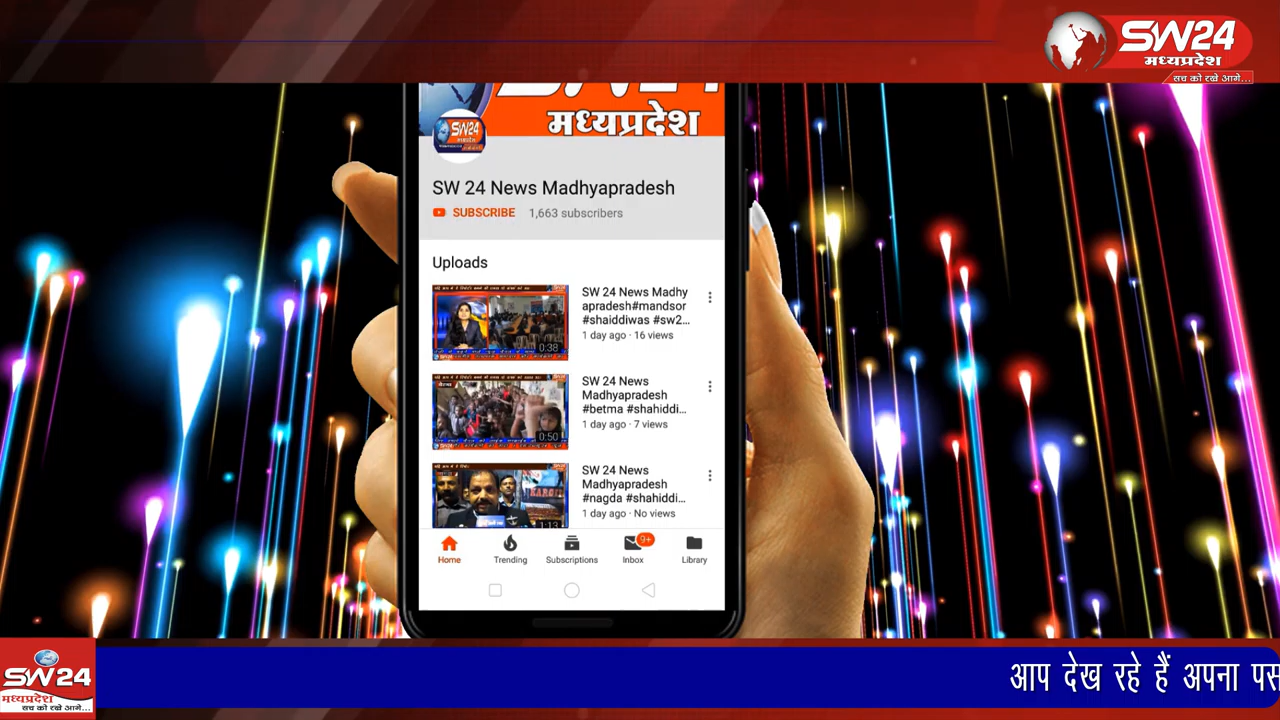 SW24
मध्यप्रदेश
सच को रखे आगे...
मध्यप्रदेश
SW24
SW 24 News Madhyapradesh
SUBSCRIBE 1,663 subscribers
Uploads
SW 24 News Madhy
apradesh#mandsor
#shaiddiwas #sw2...
1 day ago · 16 views
0:38
SW 24 News
Madhyapradesh
#betma #shahiddi...
1 day ago · 7 views
0:50
SW 24 News
Madhyapradesh
#nagda #shahiddi...
1 day ago · No views
1:13
9+
Home Trending Subscriptions Inbox Library
SW24
मध्यप्रदेश
सच को रखे आगे...
आप देख रहे हैं अपना पस